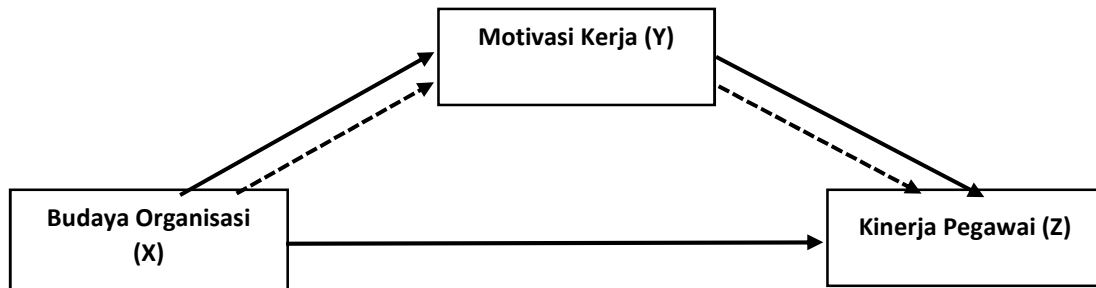 Motivasi Kerja (Y)
Budaya Organisasi
(X)
Kinerja Pegawai (Z)